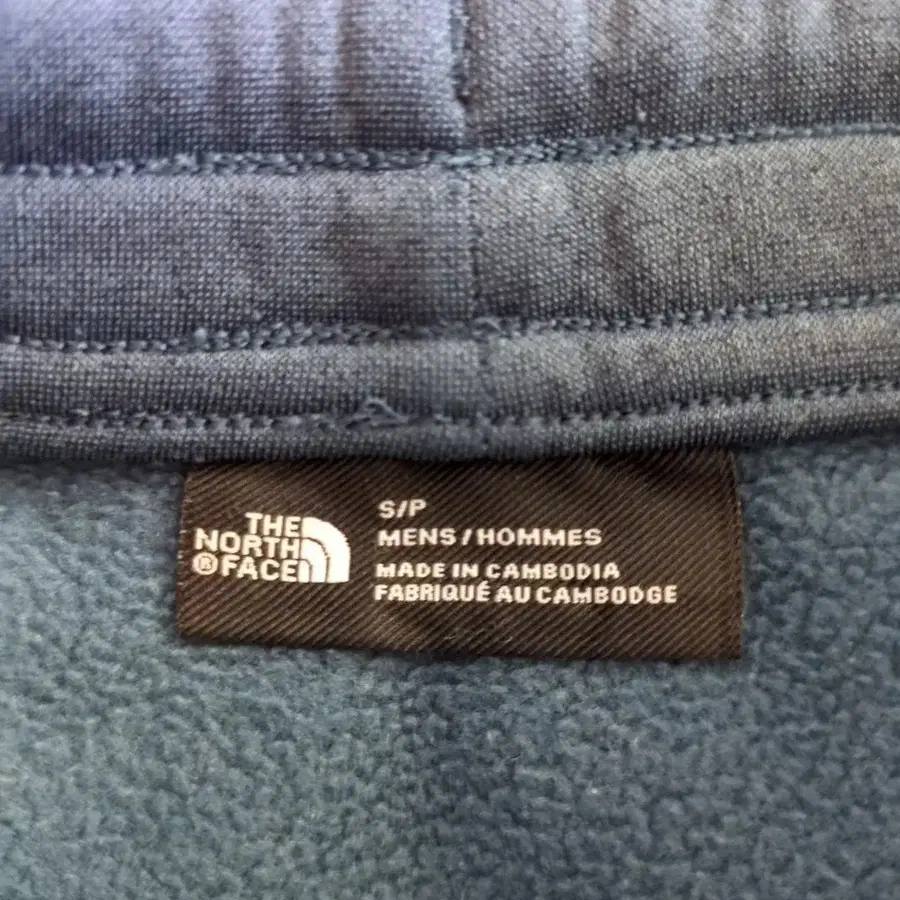 THE
NORTH
® FACE
S/P
MENS / HOMMES
MADE IN CAMBODIA
FABRIQUÉ AU CAMBODGE